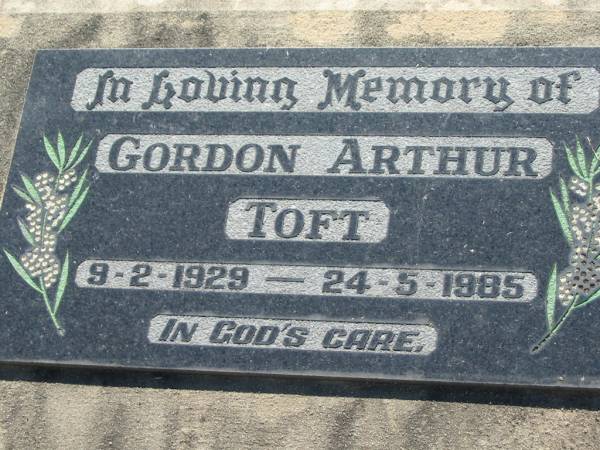 In Loving Memory of
GORDON ARTHUR
TOFT
9-2-1929 — 24-5-1985
IN GOD'S CARE.